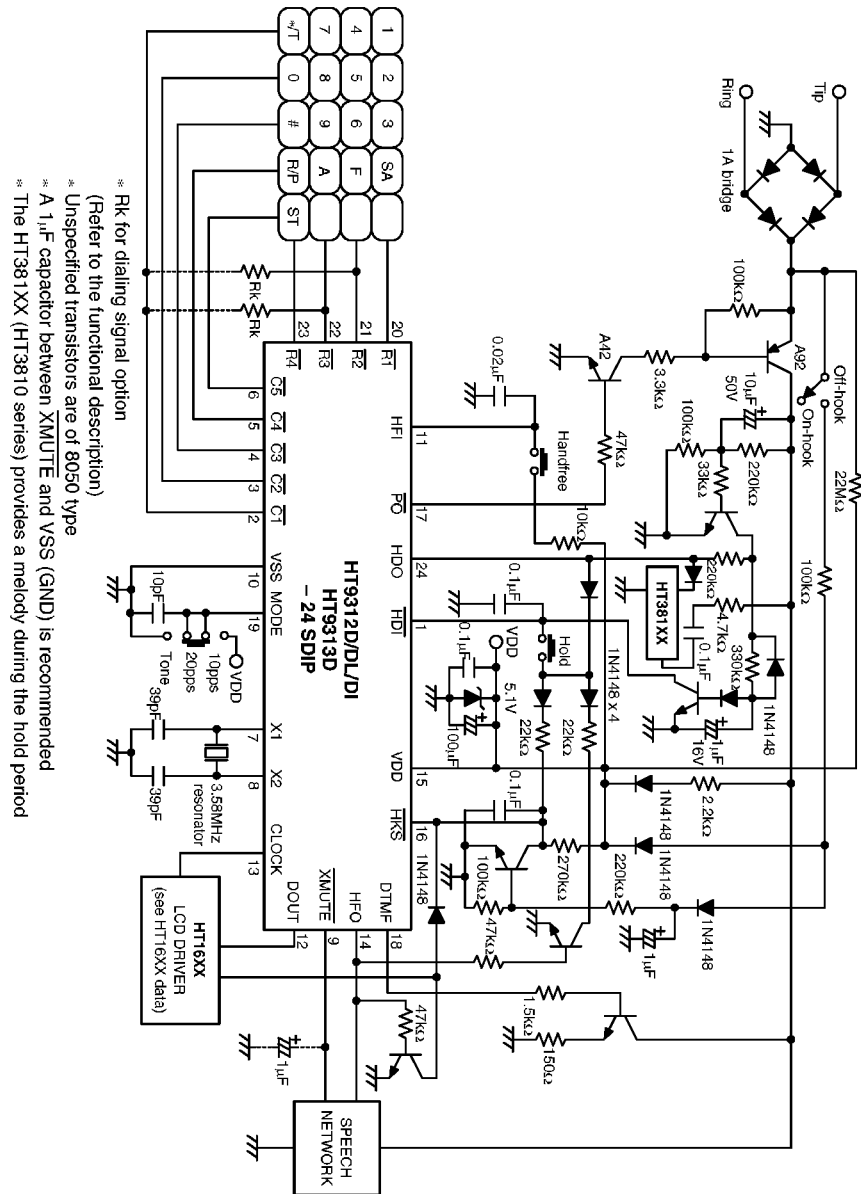 Tip
Ring
1A bridge
Off-hook
On-hook
22MΩ
100kΩ
A92
100kΩ
3.3kΩ
A42
47kΩ
10μF
50V
100kΩ
33kΩ
220kΩ
220kΩ
HT381XX
4.7kΩ
0.1μF
330kΩ
1N4148
1μF
16V
0.02μF
Handfree
10kΩ
0.1μF
Hold
1N4148 x 4
22kΩ
22kΩ
VDD
5.1V
0.1μF
100μF
0.1μF
2.2kΩ
1N4148
1N4148
1N4148
270kΩ
100kΩ
220kΩ
1μF
47kΩ
1N4148
1.5kΩ
150Ω
47kΩ
1μF
1 2 3 SA
4 5 6 F
7 8 9 A
*/T 0 # R/P ST
Rk
Rk
20 R1
21 R2
22 R3
23 R4
6 C5
5 C4
4 C3
3 C2
2 C1
HFI 11
PO 17
HDO 24
HDI 1
VDD 15
HKS 16
DTMF 18
HFO 14
XMUTE 9
DOUT 12
CLOCK 13
X2 8
X1 7
MODE 19
VSS 10
HT9312D/DL/DI
HT9313D
– 24 SDIP
10pF
Tone
20pps
10pps
VDD
39pF
39pF
3.58MHz
resonator
HT16XX
LCD DRIVER
(see HT16XX data)
SPEECH
NETWORK
* Rk for dialing signal option
(Refer to the functional description)
* Unspecified transistors are of 8050 type
* A 1μF capacitor between XMUTE and VSS (GND) is recommended
* The HT381XX (HT3810 series) provides a melody during the hold period